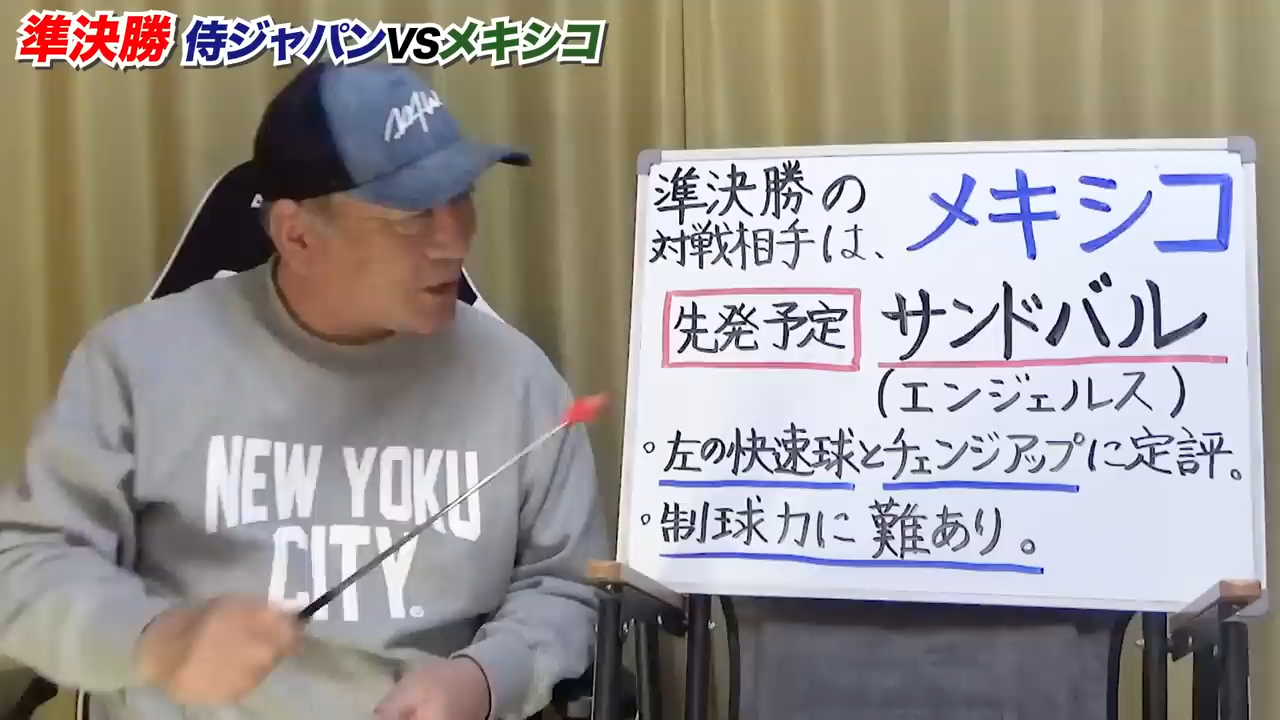 準決勝 侍ジャパンVSメキシコ
準決勝の
対戦相手は、メキシコ
先発予定 サンドバル
(エンジェルス)
。左の快速球とチェンジアップに定評。
。制球力に難あり。
NEW YOKU
CITY.